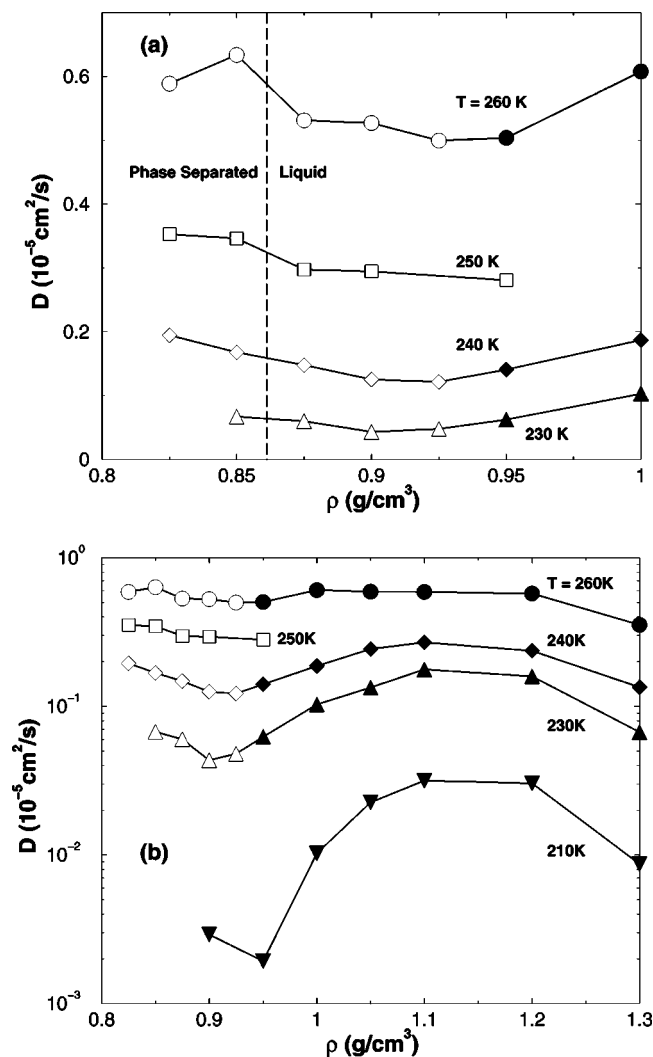 (a)
0.6
T = 260 K
Phase Separated
Liquid
0.4
D (10⁻⁵cm²/s)
250 K
0.2
240 K
230 K
0
0.8
0.85
0.9
0.95
1
ρ (g/cm³)
10⁰
T = 260K
250K
240K
10⁻¹
230K
D (10⁻⁵cm²/s)
(b)
10⁻²
210K
10⁻³
0.8
0.9
1
1.1
1.2
1.3
ρ (g/cm³)